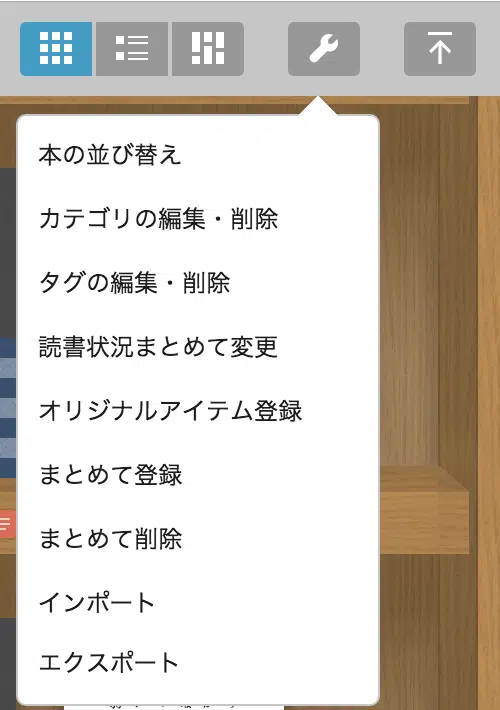 本の並び替え
カテゴリの編集・削除
タグの編集・削除
読書状況まとめて変更
オリジナルアイテム登録
まとめて登録
まとめて削除
インポート
エクスポート